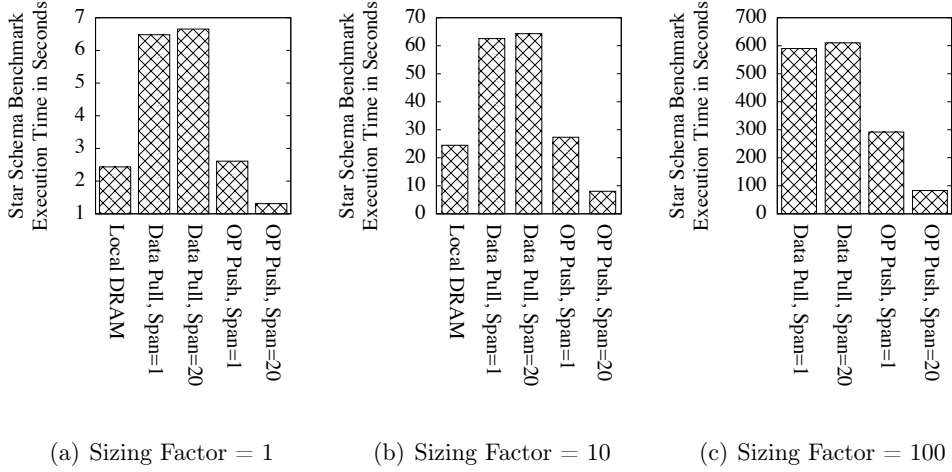 Star Schema Benchmark
Execution Time in Seconds
7
6
5
4
3
2
1
Local DRAM
Data Pull, Span=1
Data Pull, Span=20
OP Push, Span=1
OP Push, Span=20
(a) Sizing Factor = 1
Star Schema Benchmark
Execution Time in Seconds
70
60
50
40
30
20
10
0
Local DRAM
Data Pull, Span=1
Data Pull, Span=20
OP Push, Span=1
OP Push, Span=20
(b) Sizing Factor = 10
Star Schema Benchmark
Execution Time in Seconds
700
600
500
400
300
200
100
0
Data Pull, Span=1
Data Pull, Span=20
OP Push, Span=1
OP Push, Span=20
(c) Sizing Factor = 100